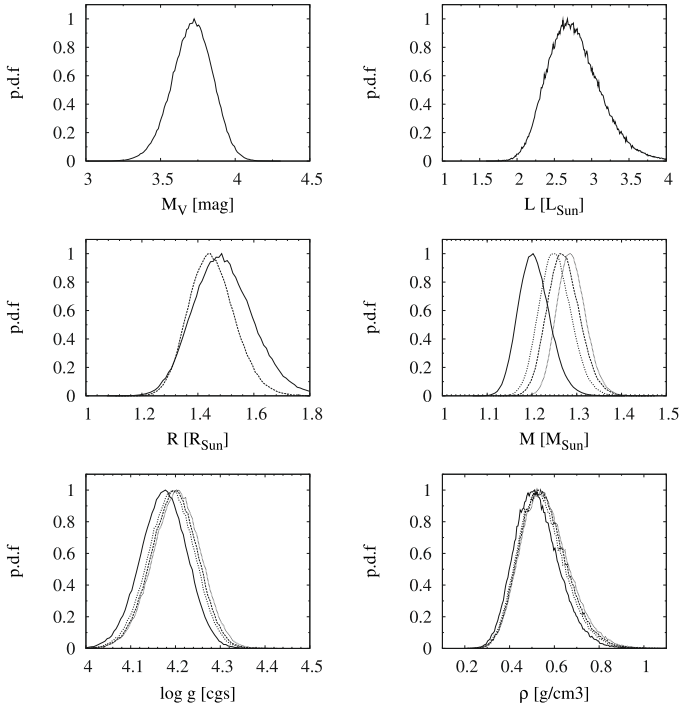 p.d.f
1
0.8
0.6
0.4
0.2
0
3 3.5 4 4.5
M_V [mag]
p.d.f
1
0.8
0.6
0.4
0.2
0
1 1.5 2 2.5 3 3.5 4
L [L_Sun]
p.d.f
1
0.8
0.6
0.4
0.2
0
1 1.2 1.4 1.6 1.8
R [R_Sun]
p.d.f
1
0.8
0.6
0.4
0.2
0
1 1.1 1.2 1.3 1.4 1.5
M [M_Sun]
p.d.f
1
0.8
0.6
0.4
0.2
0
4 4.1 4.2 4.3 4.4 4.5
log g [cgs]
p.d.f
1
0.8
0.6
0.4
0.2
0
0.2 0.4 0.6 0.8 1
ρ [g/cm3]